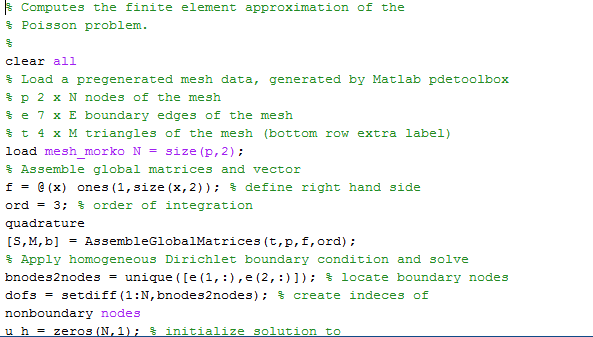 % Computes the finite element approximation of the
% Poisson problem.
%
clear all
% Load a pregenerated mesh data, generated by Matlab pdetoolbox
% p 2 x N nodes of the mesh
% e 7 x E boundary edges of the mesh
% t 4 x M triangles of the mesh (bottom row extra label)
load mesh_morko N = size(p,2);
% Assemble global matrices and vector
f = @(x) ones(1,size(x,2)); % define right hand side
ord = 3; % order of integration
quadrature
[S,M,b] = AssembleGlobalMatrices(t,p,f,ord);
% Apply homogeneous Dirichlet boundary condition and solve
bnodes2nodes = unique([e(1,:),e(2,:)]); % locate boundary nodes
dofs = setdiff(1:N,bnodes2nodes); % create indeces of
nonboundary nodes
u_h = zeros(N,1); % initialize solution to